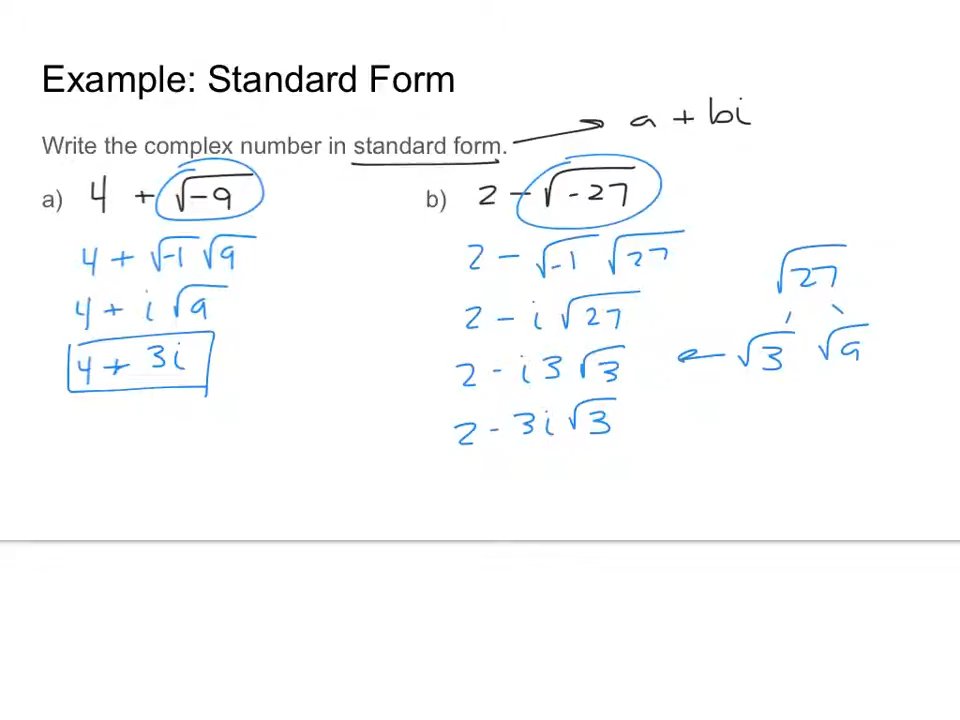 Example: Standard Form
Write the complex number in standard form. → a + bi
a) 4 + √-9
4 + √-1 √9
4 + i √9
4 + 3i
b) 2 - √-27
2 - √-1 √27
2 - i √27
2 - i3√3
2 - 3i√3
√27
← √3 √9